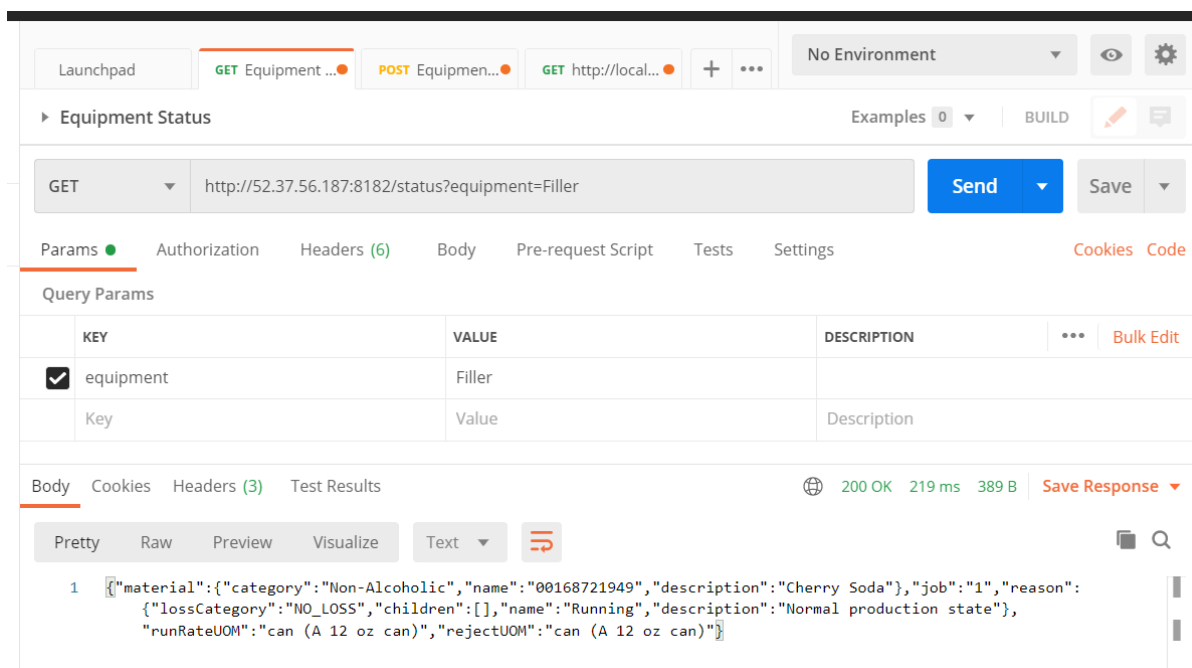 Launchpad GET Equipment ... POST Equipmen... GET http://local... + ••• No Environment
Equipment Status Examples 0 BUILD
GET http://52.37.56.187:8182/status?equipment=Filler Send Save
Params Authorization Headers (6) Body Pre-request Script Tests Settings Cookies Code
Query Params
KEY VALUE DESCRIPTION ••• Bulk Edit
equipment Filler
Key Value Description
Body Cookies Headers (3) Test Results 200 OK 219 ms 389 B Save Response
Pretty Raw Preview Visualize Text
1 {"material":{"category":"Non-Alcoholic","name":"00168721949","description":"Cherry Soda"},"job":"1","reason":
{"lossCategory":"NO_LOSS","children":[],"name":"Running","description":"Normal production state"},
"runRateUOM":"can (A 12 oz can)","rejectUOM":"can (A 12 oz can)"}